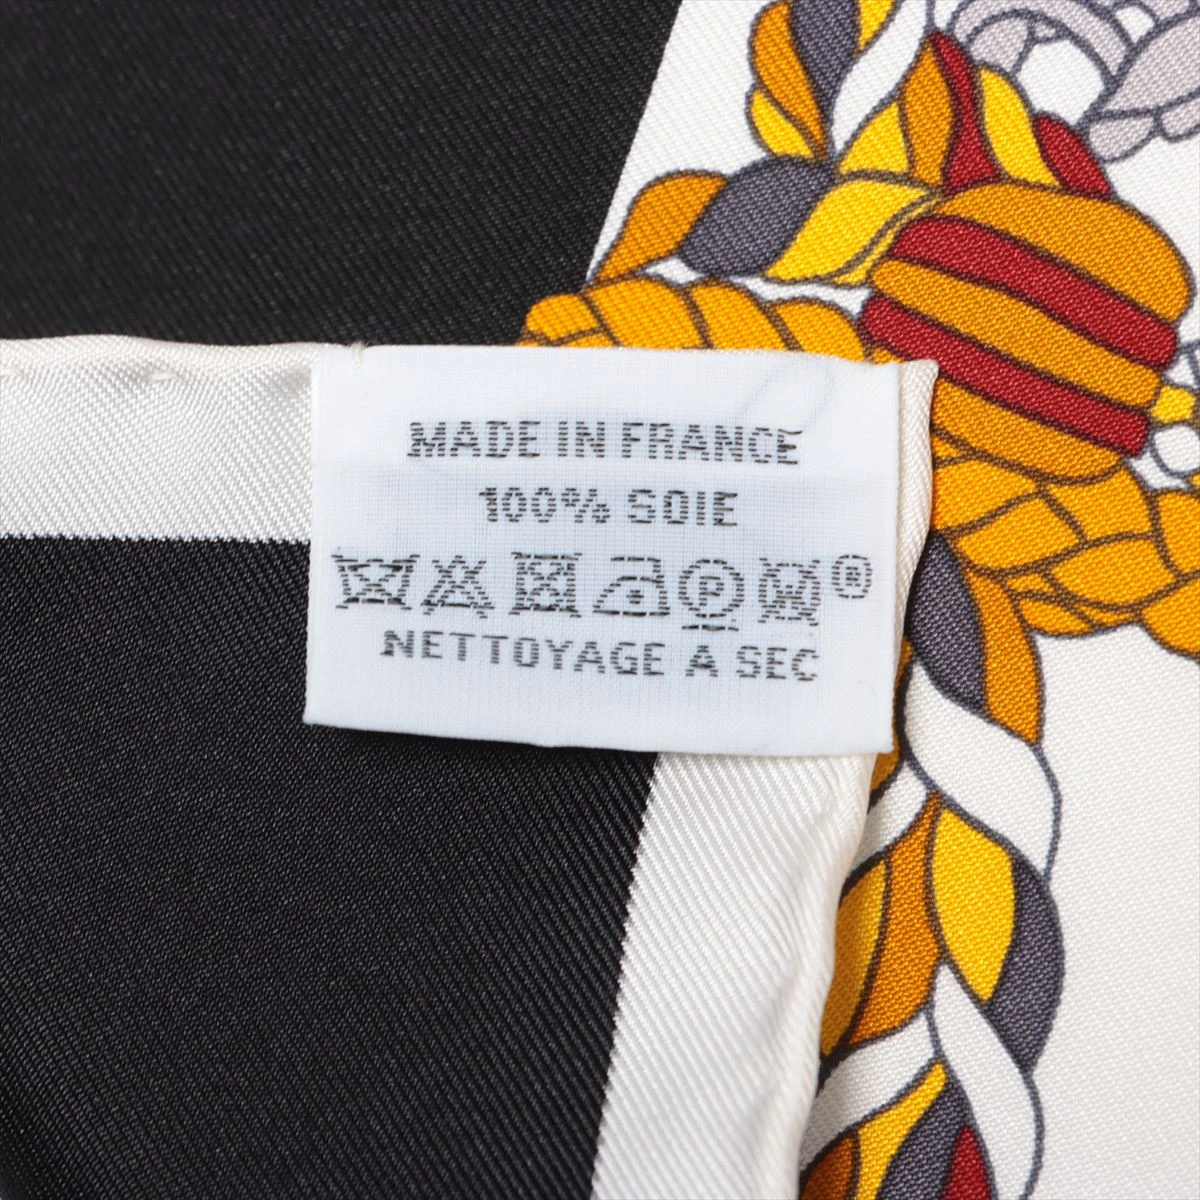 MADE IN FRANCE
100% SOIE
P ®
NETTOYAGE A SEC